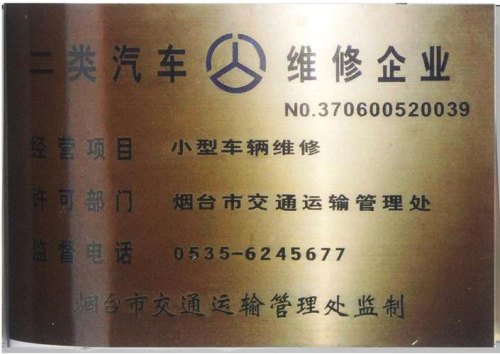 二类汽车 维修企业
NO.370600520039
经营项目 小型车辆维修
许可部门 烟台市交通运输管理处
监督电话 0535-6245677
烟台市交通运输管理处监制